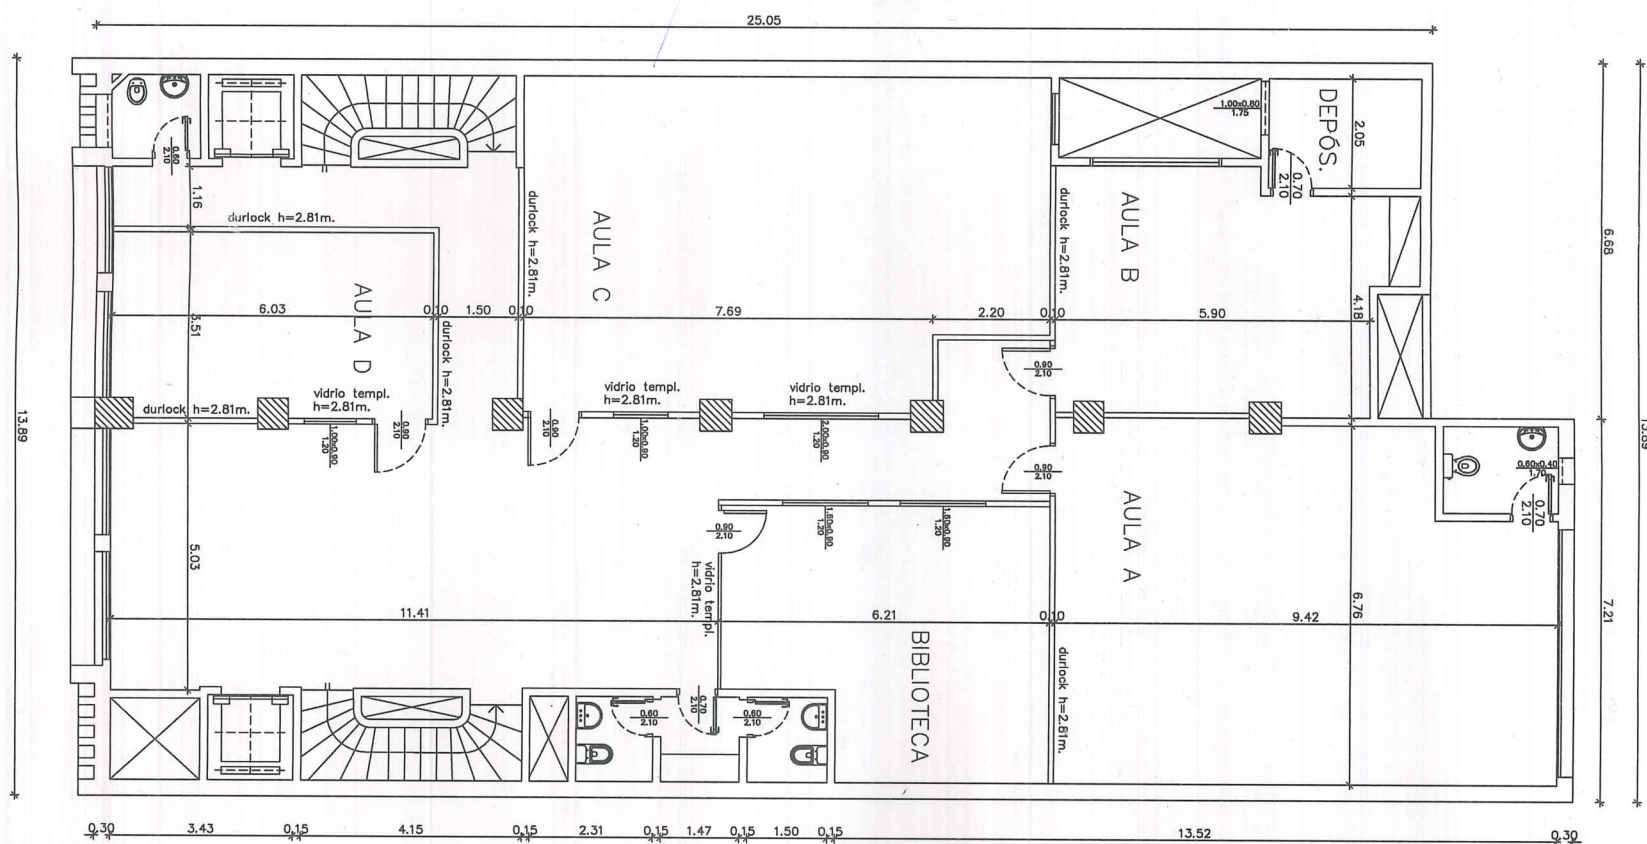 25.05
13.89
6.68
7.21
DEPÓS.
2.05
1.00x0.80
1.75
0.70
2.10
0.60
2.10
1.16
durlock h=2.81m.
durlock h=2.81m.
AULA C
durlock h=2.81m.
AULA B
4.18
6.03
3.51
AULA D
0.10
1.50
0.10
7.69
2.20
0.10
5.90
durlock h=2.81m.
0.90
2.10
vidrio templ.
h=2.81m.
vidrio templ.
h=2.81m.
vidrio templ.
h=2.81m.
durlock h=2.81m.
1.00x0.90
1.20
0.90
2.10
0.90
2.10
1.00x0.90
1.20
2.00x0.90
1.20
0.90
2.10
0.60x0.40
1.70
0.70
2.10
AULA A
1.60x0.90
1.20
1.60x0.90
1.20
0.90
2.10
5.03
vidrio templ.
h=2.81m.
11.41
6.21
0.10
9.42
6.76
BIBLIOTECA
durlock h=2.81m.
0.60
2.10
0.70
2.10
0.60
2.10
0.30
3.43
0.15
4.15
0.15
2.31
0.15
1.47
0.15
1.50
0.15
13.52
0.30